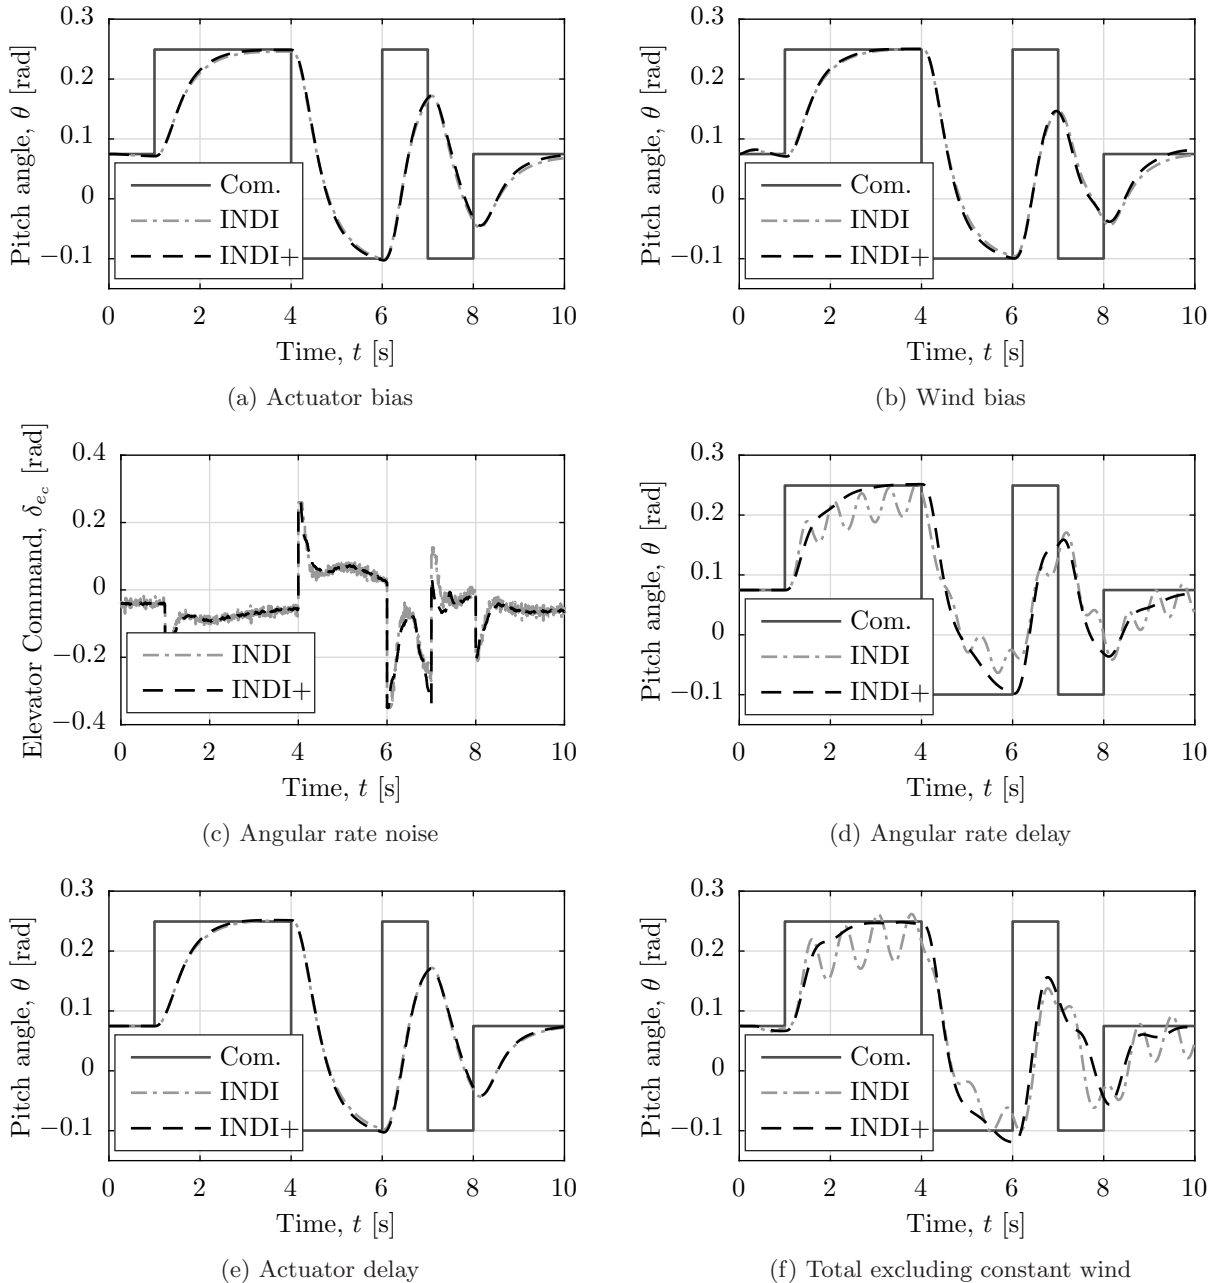 0.3
0.2
0.1
0
−0.1
Pitch angle, θ [rad]
Com.
INDI
INDI+
0 2 4 6 8 10
Time, t [s]
(a) Actuator bias
0.3
0.2
0.1
0
−0.1
Pitch angle, θ [rad]
Com.
INDI
INDI+
0 2 4 6 8 10
Time, t [s]
(b) Wind bias
0.4
0.2
0
−0.2
−0.4
Elevator Command, δ_{e_c} [rad]
INDI
INDI+
0 2 4 6 8 10
Time, t [s]
(c) Angular rate noise
0.3
0.2
0.1
0
−0.1
Pitch angle, θ [rad]
Com.
INDI
INDI+
0 2 4 6 8 10
Time, t [s]
(d) Angular rate delay
0.3
0.2
0.1
0
−0.1
Pitch angle, θ [rad]
Com.
INDI
INDI+
0 2 4 6 8 10
Time, t [s]
(e) Actuator delay
0.3
0.2
0.1
0
−0.1
Pitch angle, θ [rad]
Com.
INDI
INDI+
0 2 4 6 8 10
Time, t [s]
(f) Total excluding constant wind